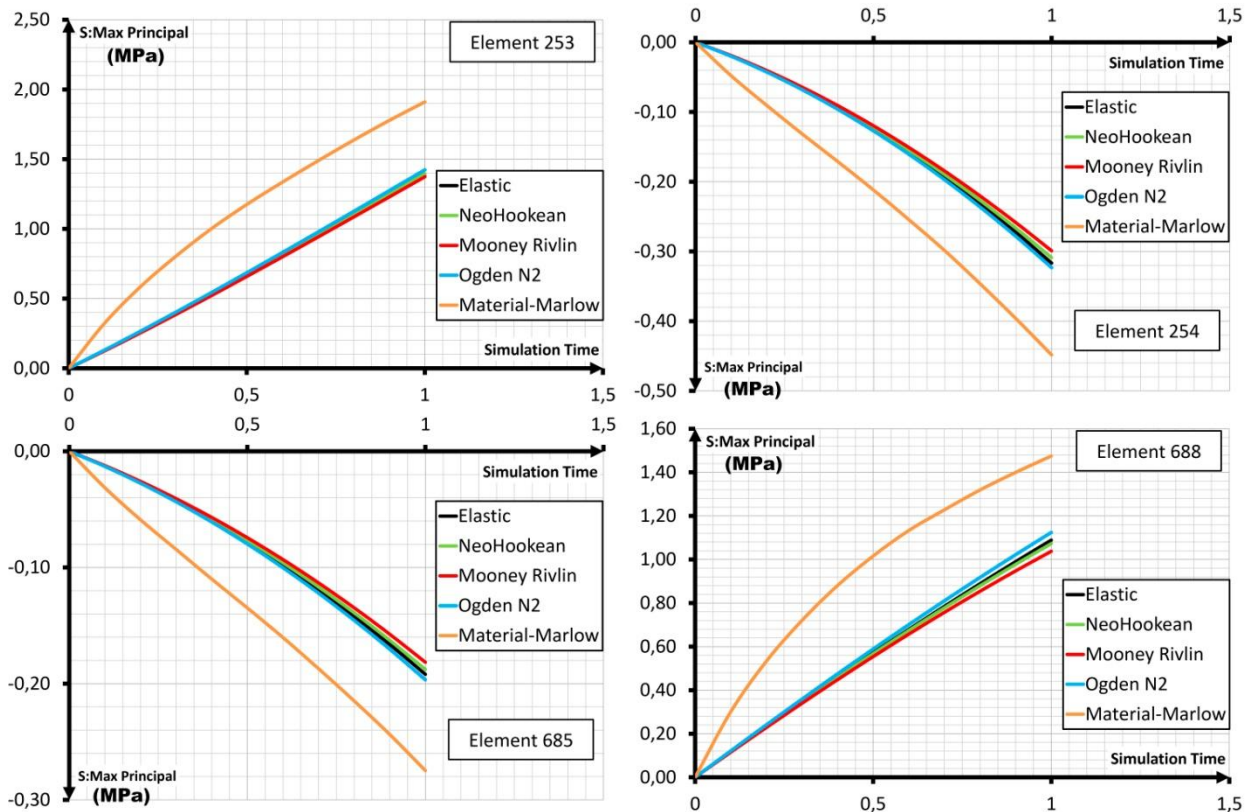 2,50
2,00
1,50
1,00
0,50
0,00
S:Max Principal
(MPa)
Element 253
Elastic
NeoHookean
Mooney Rivlin
Ogden N2
Material-Marlow
Simulation Time
0
0,5
1
1,5
0
0,5
1
1,5
0,00
-0,10
-0,20
-0,30
-0,40
-0,50
Simulation Time
Elastic
NeoHookean
Mooney Rivlin
Ogden N2
Material-Marlow
Element 254
S:Max Principal
(MPa)
0
0,5
1
1,5
0,00
-0,10
-0,20
-0,30
Simulation Time
Elastic
NeoHookean
Mooney Rivlin
Ogden N2
Material-Marlow
Element 685
S:Max Principal
(MPa)
1,60
1,40
1,20
1,00
0,80
0,60
0,40
0,20
0,00
S:Max Principal
(MPa)
Element 688
Elastic
NeoHookean
Mooney Rivlin
Ogden N2
Material-Marlow
Simulation Time
0
0,5
1
1,5